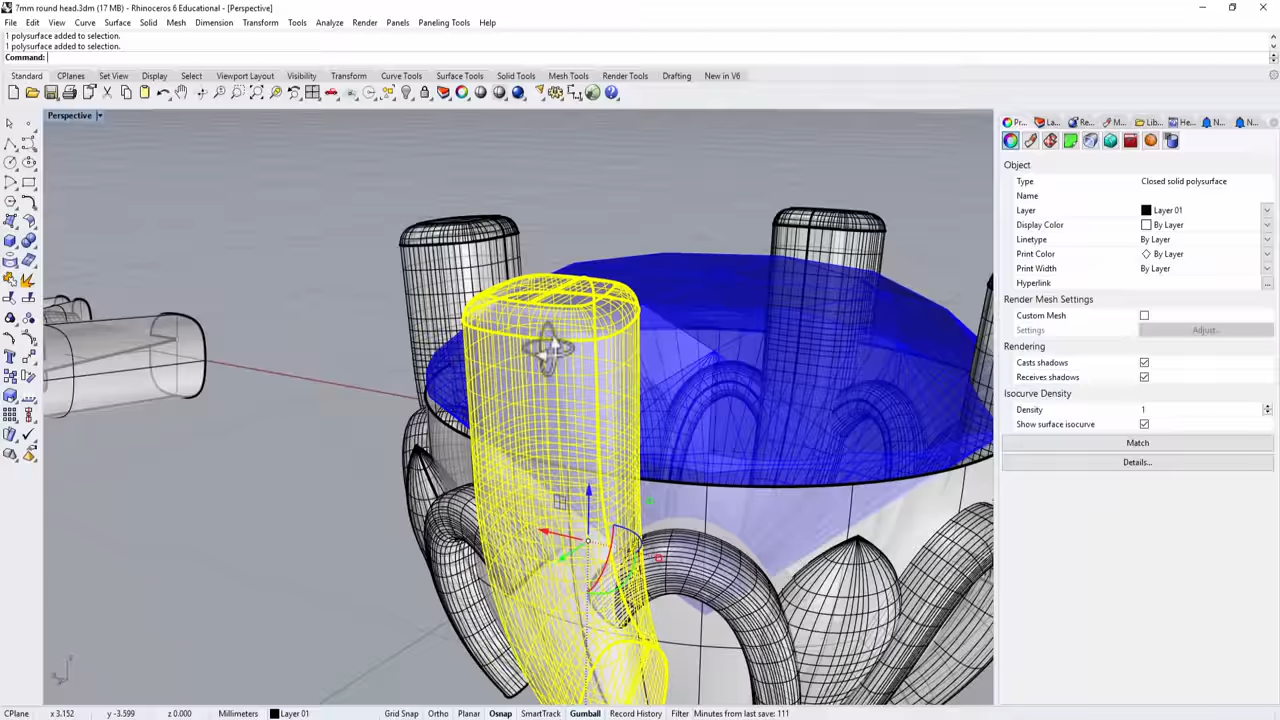 7mm round head.3dm (17 MB) - Rhinoceros 6 Educational - [Perspective]
File Edit View Curve Surface Solid Mesh Dimension Transform Tools Analyze Render Panels Paneling Tools Help
1 polysurface added to selection.
1 polysurface added to selection.
Command:
Standard CPlanes Set View Display Select Viewport Layout Visibility Transform Curve Tools Surface Tools Solid Tools Mesh Tools Render Tools Drafting New in V6
Perspective
Pr... La... Re... M... Lib... He... N... N...
Object
Type Closed solid polysurface
Name
Layer Layer 01
Display Color By Layer
Linetype By Layer
Print Color By Layer
Print Width By Layer
Hyperlink ...
Render Mesh Settings
Custom Mesh
Settings Adjust...
Rendering
Casts shadows
Receives shadows
Isocurve Density
Density 1
Show surface isocurve
Match
Details...
CPlane x 3.152 y -3.599 z 0.000 Millimeters Layer 01 Grid Snap Ortho Planar Osnap SmartTrack Gumball Record History Filter Minutes from last save: 111